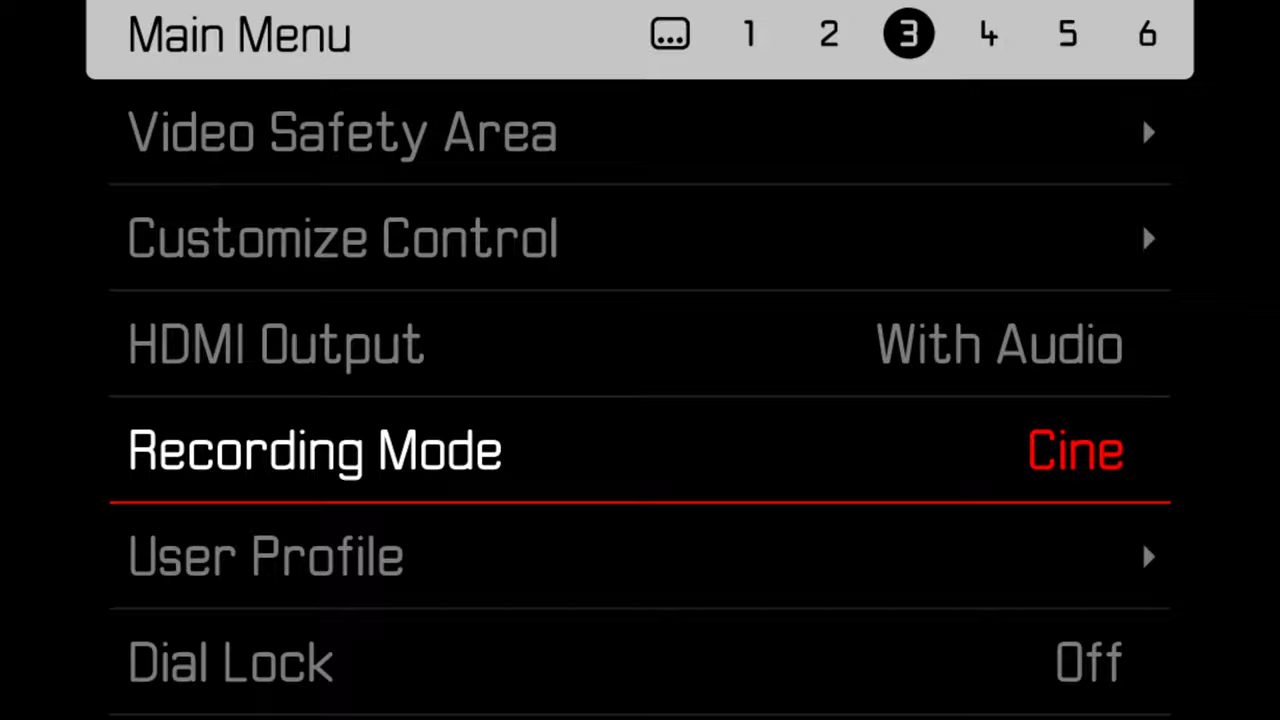 Main Menu 1 2 3 4 5 6
Video Safety Area
Customize Control
HDMI Output With Audio
Recording Mode Cine
User Profile
Dial Lock Off